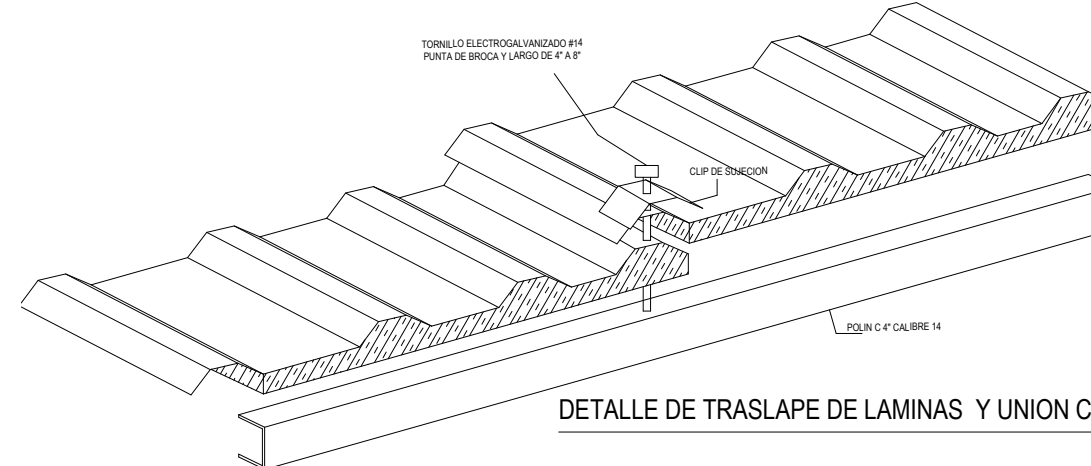 TORNILLO ELECTROGALVANIZADO #14
PUNTA DE BROCA Y LARGO DE 4" A 8"
CLIP DE SUJECION
POLIN C 4" CALIBRE 14
DETALLE DE TRASLAPE DE LAMINAS Y UNION C